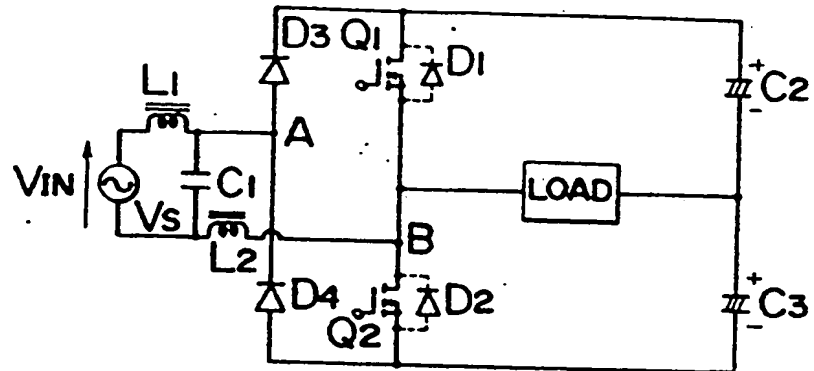 D3
Q1
D1
L1
+
C2
-
A
VIN
C1
LOAD
VS
B
L2
D4
D2
+
C3
-
Q2